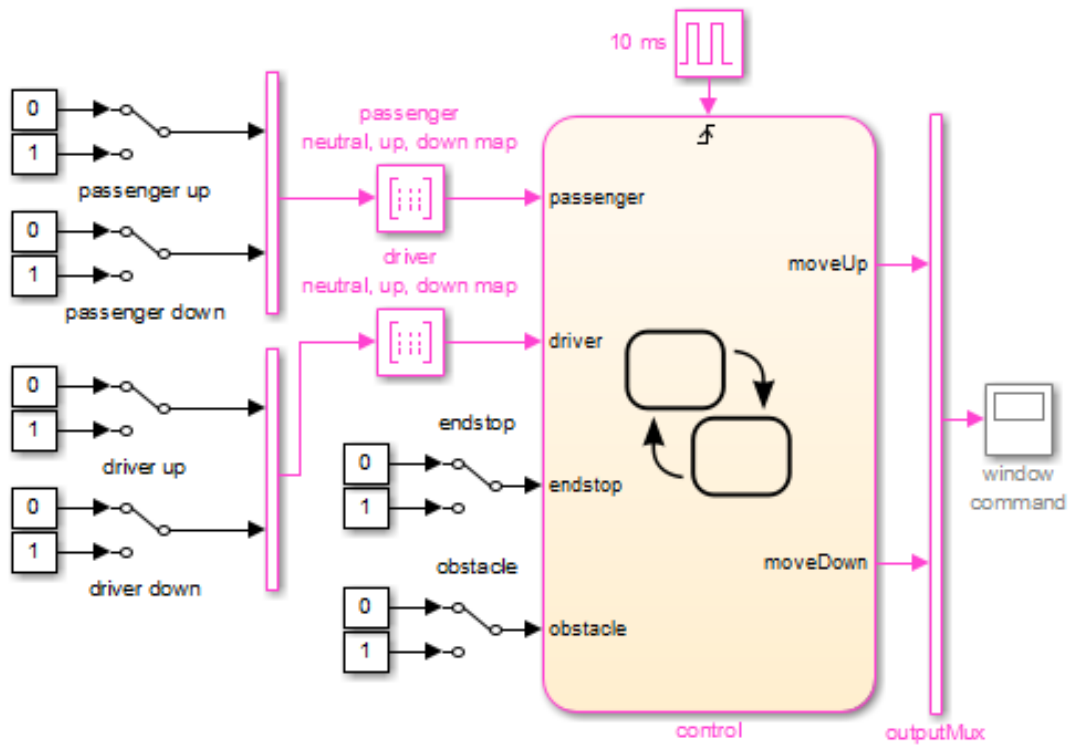 10 ms
0
1
passenger up
0
1
passenger down
passenger
neutral, up, down map
driver
neutral, up, down map
0
1
driver up
0
1
driver down
endstop
0
1
obstacle
0
1
passenger
driver
endstop
obstacle
moveUp
moveDown
control
outputMux
window
command